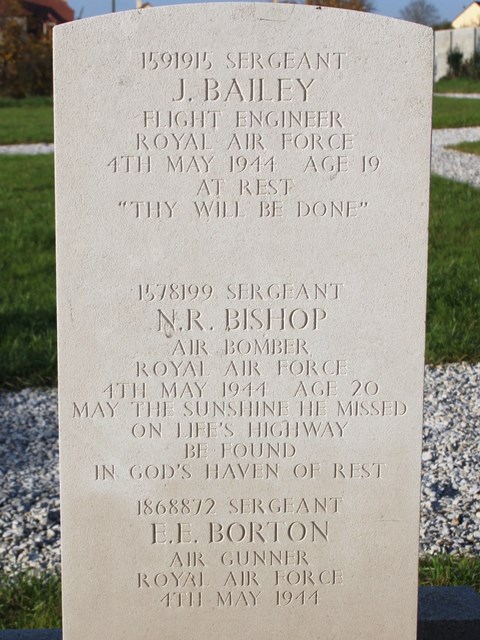 1591915 SERGEANT
J. BAILEY
FLIGHT ENGINEER
ROYAL AIR FORCE
4TH MAY 1944 AGE 19
AT REST
"THY WILL BE DONE"
1578199 SERGEANT
N.R. BISHOP
AIR BOMBER
ROYAL AIR FORCE
4TH MAY 1944 AGE 20
MAY THE SUNSHINE HE MISSED
ON LIFE'S HIGHWAY
BE FOUND
IN GOD'S HAVEN OF REST
1868872 SERGEANT
E.E. BORTON
AIR GUNNER
ROYAL AIR FORCE
4TH MAY 1944